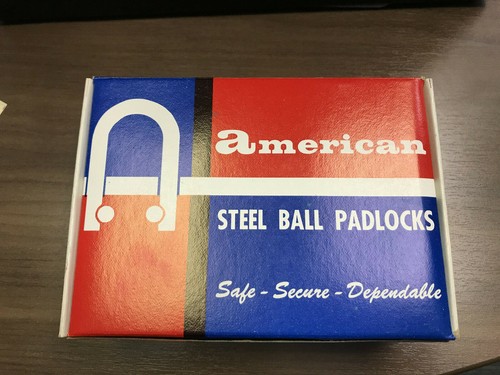 american
STEEL BALL PADLOCKS
Safe - Secure - Dependable